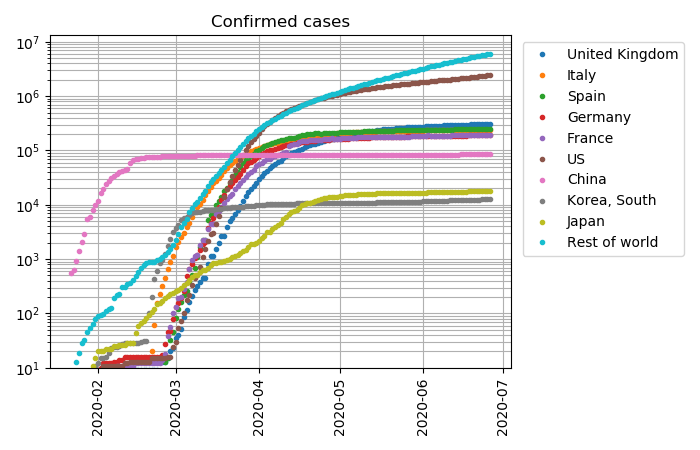 Confirmed cases
10^7
10^6
10^5
10^4
10^3
10^2
10^1
2020-02
2020-03
2020-04
2020-05
2020-06
2020-07
United Kingdom
Italy
Spain
Germany
France
US
China
Korea, South
Japan
Rest of world